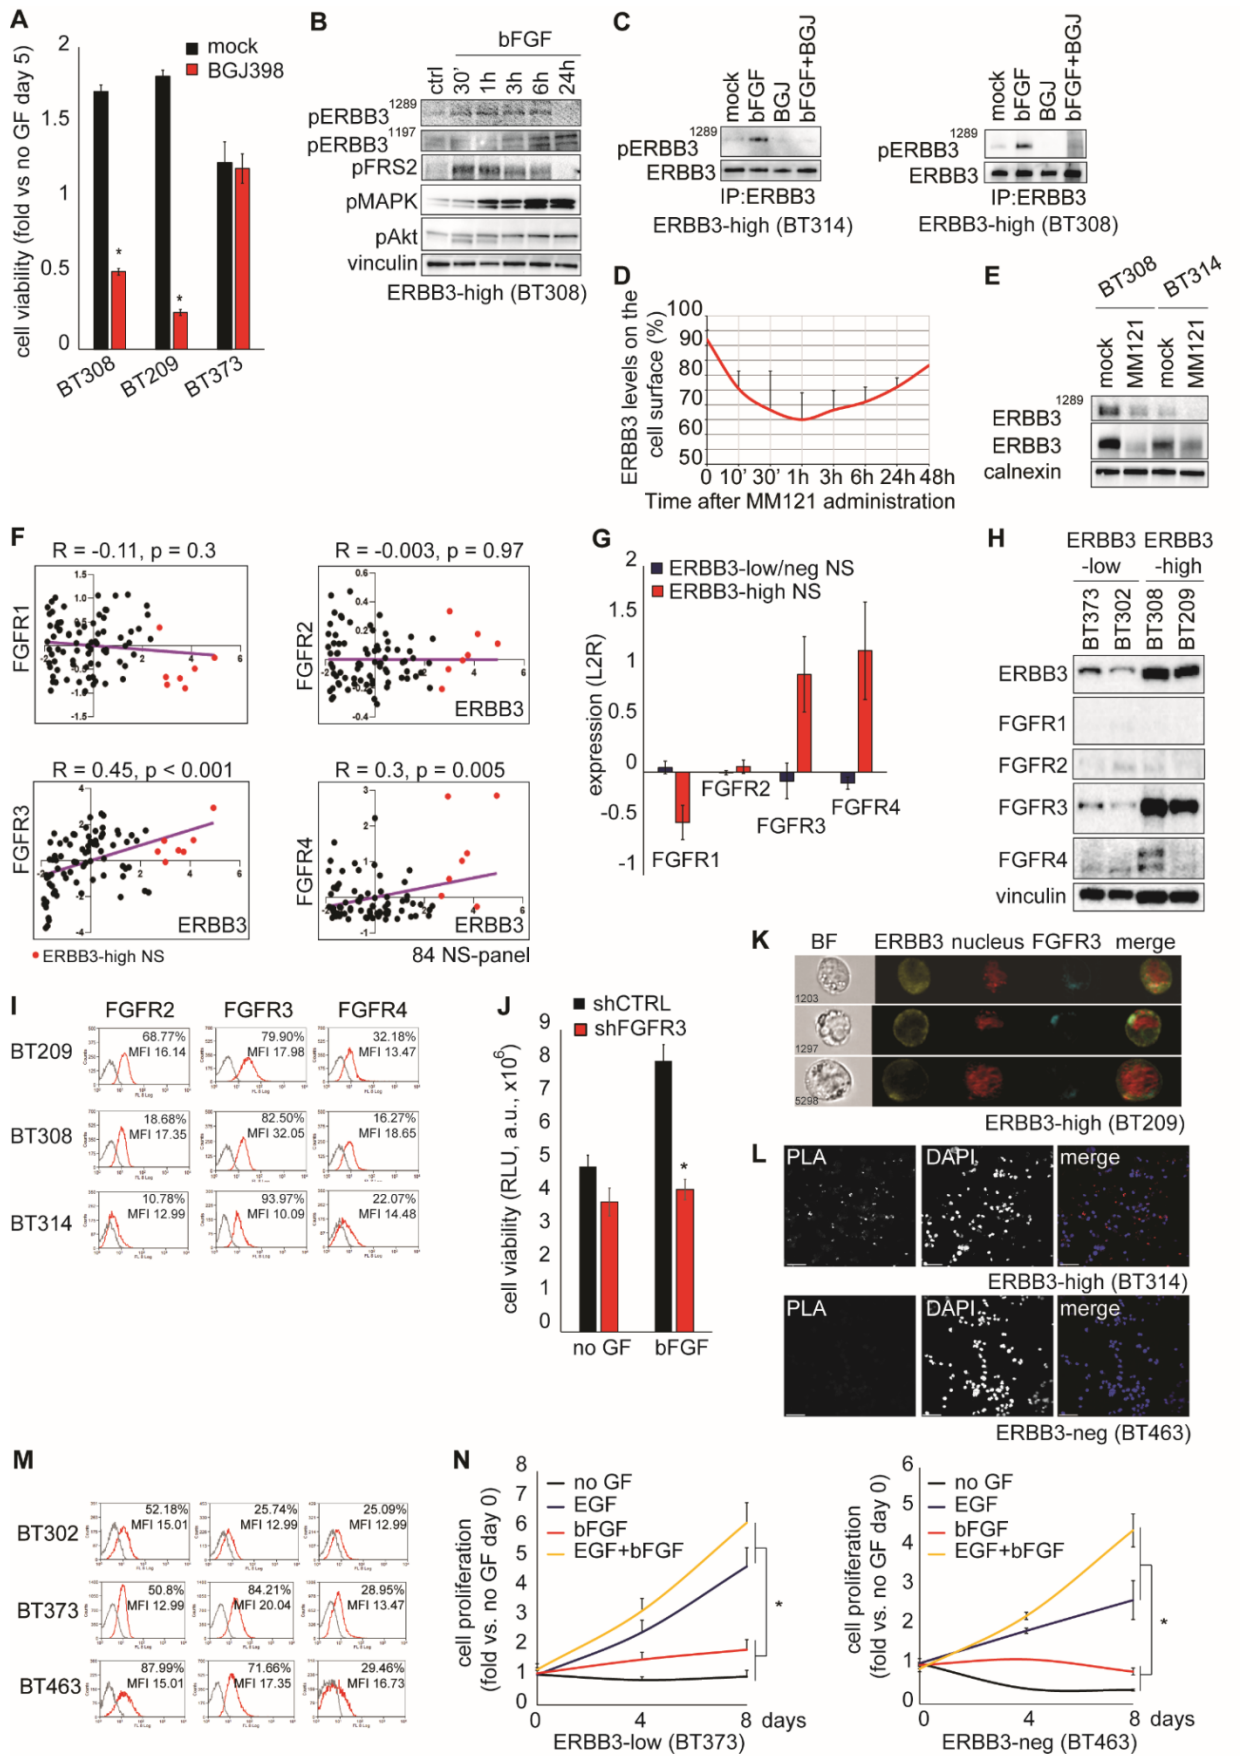 A
cell viability (fold vs no GF day 5)
2
1.5
1
0.5
0
mock
BGJ398
*
*
BT308
BT209
BT373
B
bFGF
ctrl
30'
1h
3h
6h
24h
pERBB3 1289
pERBB3 1197
pFRS2
pMAPK
pAkt
vinculin
ERBB3-high (BT308)
C
mock
bFGF
BGJ
bFGF+BGJ
pERBB3 1289
ERBB3
IP:ERBB3
ERBB3-high (BT314)
mock
bFGF
BGJ
bFGF+BGJ
pERBB3 1289
ERBB3
IP:ERBB3
ERBB3-high (BT308)
D
ERBB3 levels on the
cell surface (%)
100
90
80
70
60
50
0 10' 30' 1h 3h 6h 24h 48h
Time after MM121 administration
E
BT308
BT314
mock
MM121
mock
MM121
ERBB3 1289
ERBB3
calnexin
F
R = -0.11, p = 0.3
FGFR1
R = -0.003, p = 0.97
FGFR2
ERBB3
R = 0.45, p < 0.001
FGFR3
ERBB3
R = 0.3, p = 0.005
FGFR4
ERBB3
ERBB3-high NS
84 NS-panel
G
expression (L2R)
2
1.5
1
0.5
0
-0.5
-1
ERBB3-low/neg NS
ERBB3-high NS
FGFR1
FGFR2
FGFR3
FGFR4
H
ERBB3 ERBB3
-low -high
BT373
BT302
BT308
BT209
ERBB3
FGFR1
FGFR2
FGFR3
FGFR4
vinculin
I
FGFR2 FGFR3 FGFR4
BT209
68.77%
MFI 16.14
79.90%
MFI 17.98
32.18%
MFI 13.47
BT308
18.68%
MFI 17.35
82.50%
MFI 32.05
16.27%
MFI 18.65
BT314
10.78%
MFI 12.99
93.97%
MFI 10.09
22.07%
MFI 14.48
J
cell viability (RLU, a.u., x10⁶)
9
8
7
6
5
4
3
2
1
0
shCTRL
shFGFR3
*
no GF bFGF
K
BF ERBB3 nucleus FGFR3 merge
1203
1297
5298
ERBB3-high (BT209)
L
PLA DAPI merge
ERBB3-high (BT314)
PLA DAPI merge
ERBB3-neg (BT463)
M
BT302
52.18%
MFI 15.01
25.74%
MFI 12.99
25.09%
MFI 12.99
BT373
50.8%
MFI 12.99
84.21%
MFI 20.04
28.95%
MFI 13.47
BT463
87.99%
MFI 15.01
71.66%
MFI 17.35
29.46%
MFI 16.73
N
cell proliferation
(fold vs. no GF day 0)
8
7
6
5
4
3
2
1
0
no GF
EGF
bFGF
EGF+bFGF
*
0 4 8 days
ERBB3-low (BT373)
cell proliferation
(fold vs. no GF day 0)
6
5
4
3
2
1
0
no GF
EGF
bFGF
EGF+bFGF
*
0 4 8 days
ERBB3-neg (BT463)